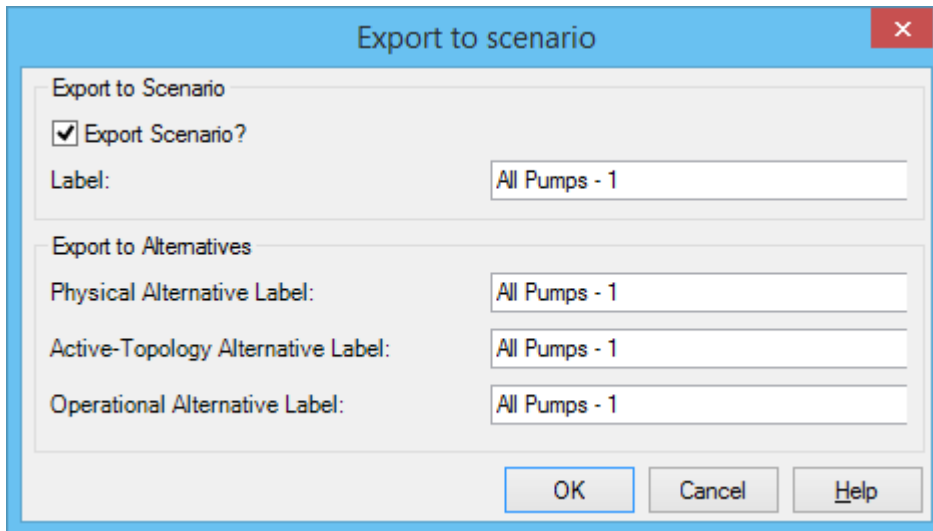 Export to scenario
Export to Scenario
Export Scenario?
Label: All Pumps - 1
Export to Alternatives
Physical Alternative Label: All Pumps - 1
Active-Topology Alternative Label: All Pumps - 1
Operational Alternative Label: All Pumps - 1
OK Cancel Help